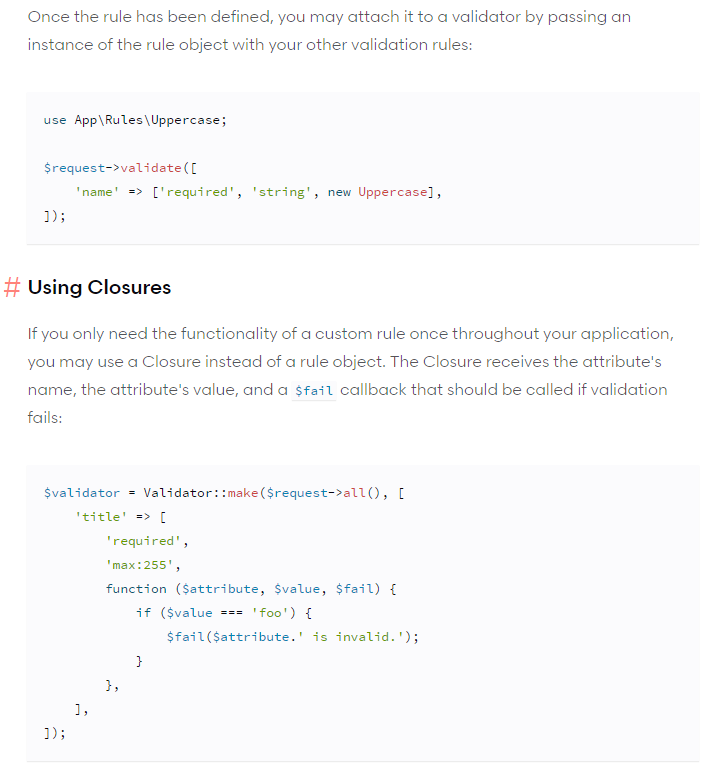 Once the rule has been defined, you may attach it to a validator by passing an
instance of the rule object with your other validation rules:
use App\Rules\Uppercase;
$request->validate([
    'name' => ['required', 'string', new Uppercase],
]);
# Using Closures
If you only need the functionality of a custom rule once throughout your application,
you may use a Closure instead of a rule object. The Closure receives the attribute's
name, the attribute's value, and a $fail callback that should be called if validation
fails:
$validator = Validator::make($request->all(), [
    'title' => [
        'required',
        'max:255',
        function ($attribute, $value, $fail) {
            if ($value === 'foo') {
                $fail($attribute.' is invalid.');
            }
        },
    ],
]);